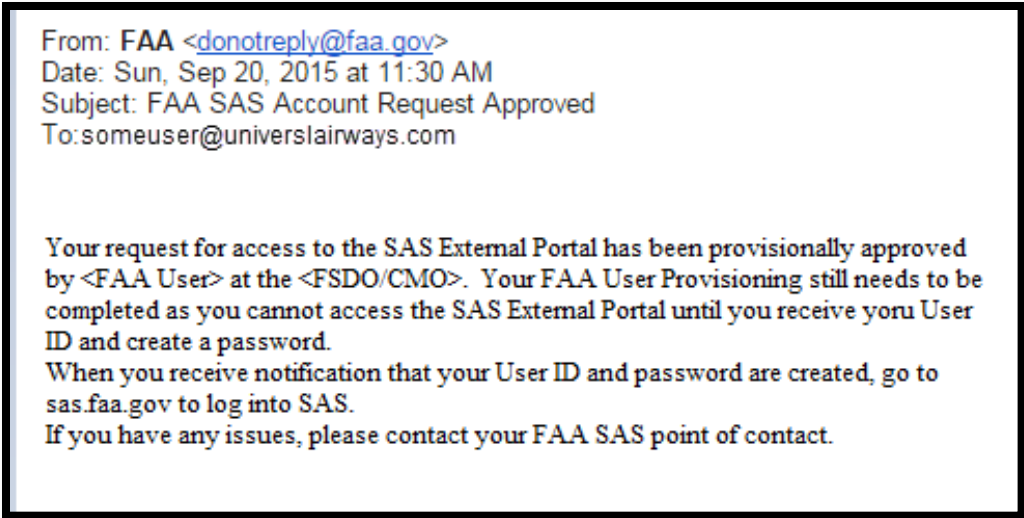 From: FAA <donotreply@faa.gov>
Date: Sun, Sep 20, 2015 at 11:30 AM
Subject: FAA SAS Account Request Approved
To:someuser@universlairways.com
Your request for access to the SAS External Portal has been provisionally approved
by <FAA User> at the <FSDO/CMO>.  Your FAA User Provisioning still needs to be
completed as you cannot access the SAS External Portal until you receive yoru User
ID and create a password.
When you receive notification that your User ID and password are created, go to
sas.faa.gov to log into SAS.
If you have any issues, please contact your FAA SAS point of contact.